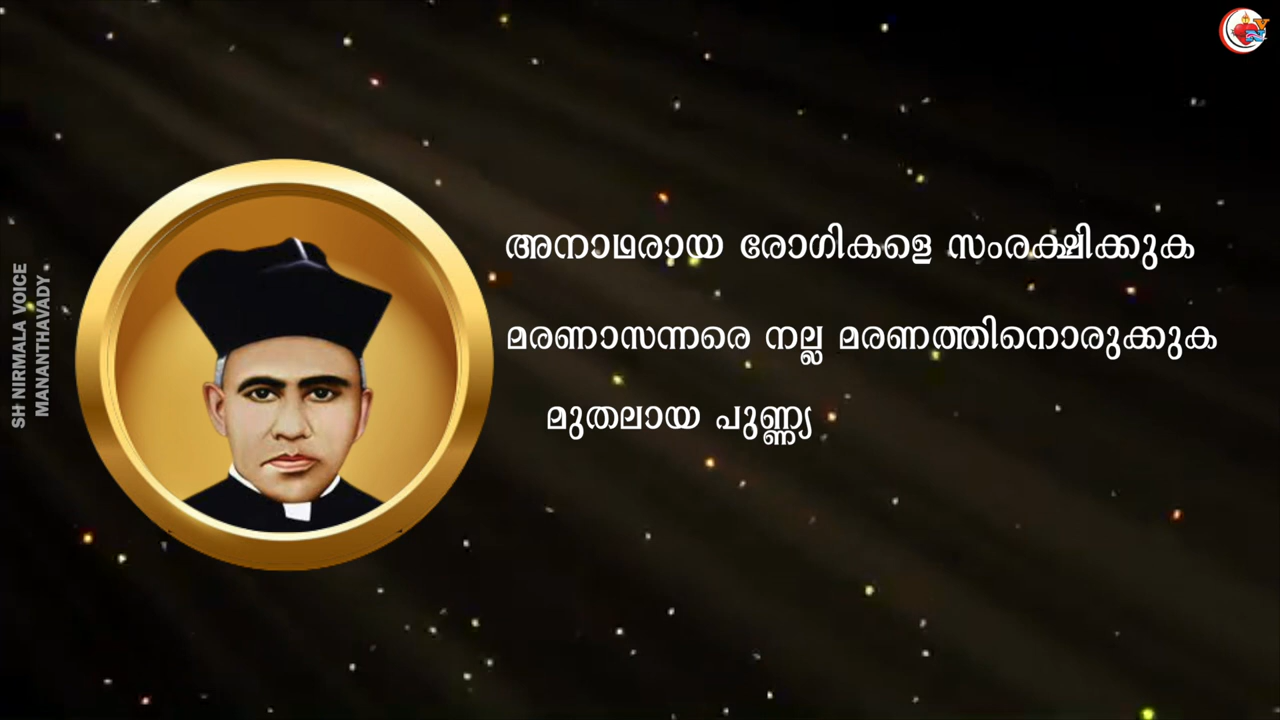 SH NIRMALA VOICE
MANANTHAVADY
അനാഥരായ രോഗികളെ സംരക്ഷിക്കുക
മരണാസന്നരെ നല്ല മരണത്തിനൊരുക്കുക
മുതലായ പുണ്ണ്യ